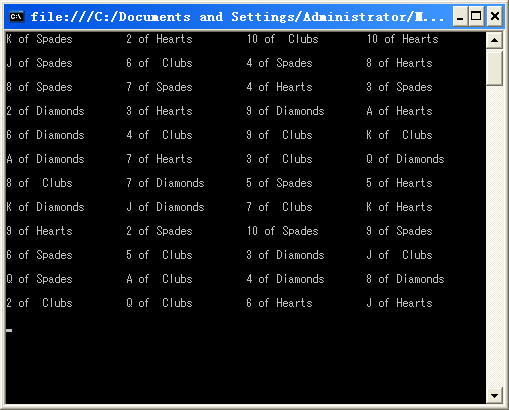 file:///C:/Documents and Settings/Administrator/M...
K of Spades 2 of Hearts 10 of  Clubs 10 of Hearts
J of Spades 6 of  Clubs 4 of Spades 8 of Hearts
8 of Spades 7 of Spades 4 of Hearts 3 of Spades
2 of Diamonds 3 of Hearts 9 of Diamonds A of Hearts
6 of Diamonds 4 of  Clubs 9 of  Clubs K of  Clubs
A of Diamonds 7 of Hearts 3 of  Clubs Q of Diamonds
8 of  Clubs 7 of Diamonds 5 of Spades 5 of Hearts
K of Diamonds J of Diamonds 7 of  Clubs K of Hearts
9 of Hearts 2 of Spades 10 of Spades 9 of Spades
6 of Spades 5 of  Clubs 3 of Diamonds J of  Clubs
Q of Spades A of  Clubs 4 of Diamonds 8 of Diamonds
2 of  Clubs Q of  Clubs 6 of Hearts J of Hearts